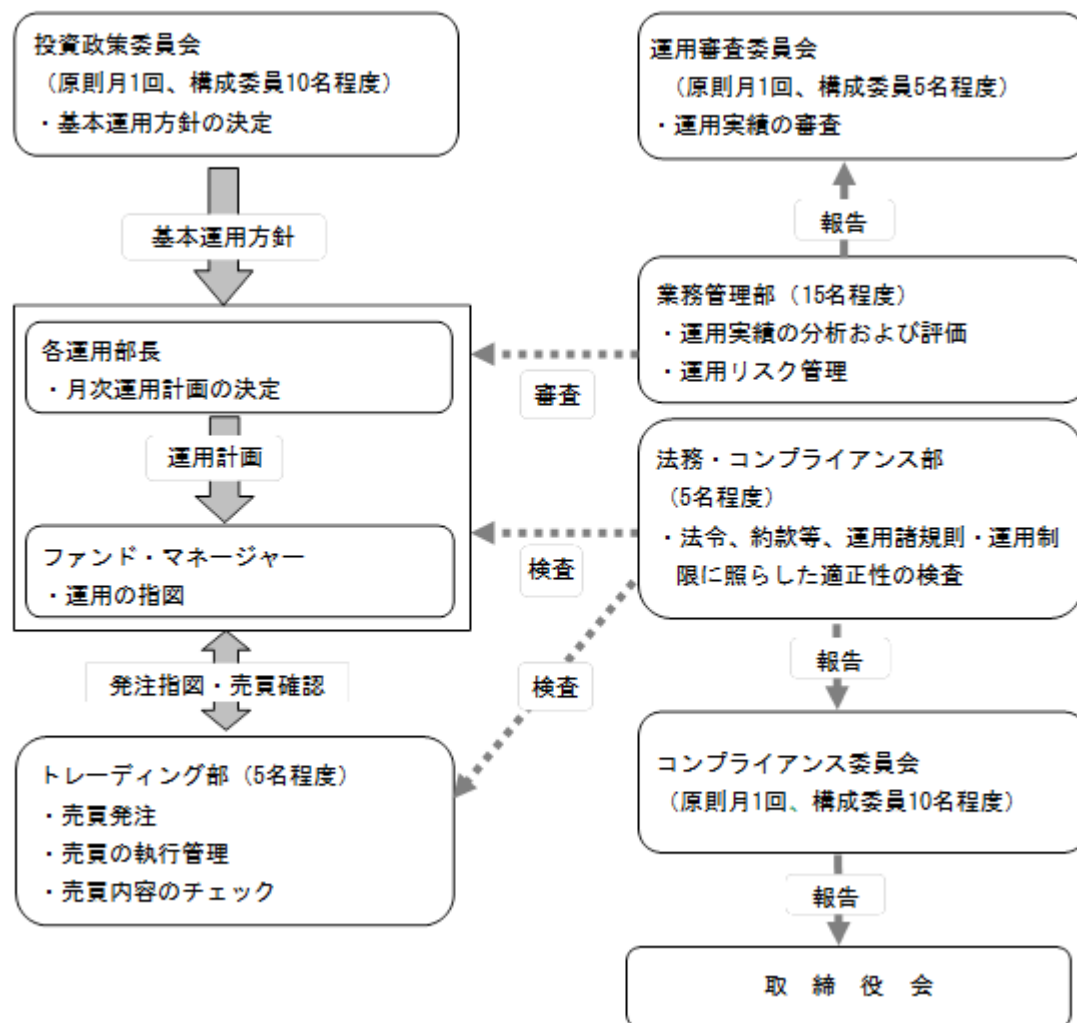 投資政策委員会
（原則月1回、構成委員10名程度）
・基本運用方針の決定
基本運用方針
各運用部長
・月次運用計画の決定
運用計画
ファンド・マネージャー
・運用の指図
発注指図・売買確認
トレーディング部（5名程度）
・売買発注
・売買の執行管理
・売買内容のチェック
運用審査委員会
（原則月1回、構成委員5名程度）
・運用実績の審査
報告
業務管理部（15名程度）
・運用実績の分析および評価
・運用リスク管理
審査
法務・コンプライアンス部
（5名程度）
・法令、約款等、運用諸規則・運用制
限に照らした適正性の検査
検査
検査
報告
コンプライアンス委員会
（原則月1回、構成委員10名程度）
報告
取　締　役　会